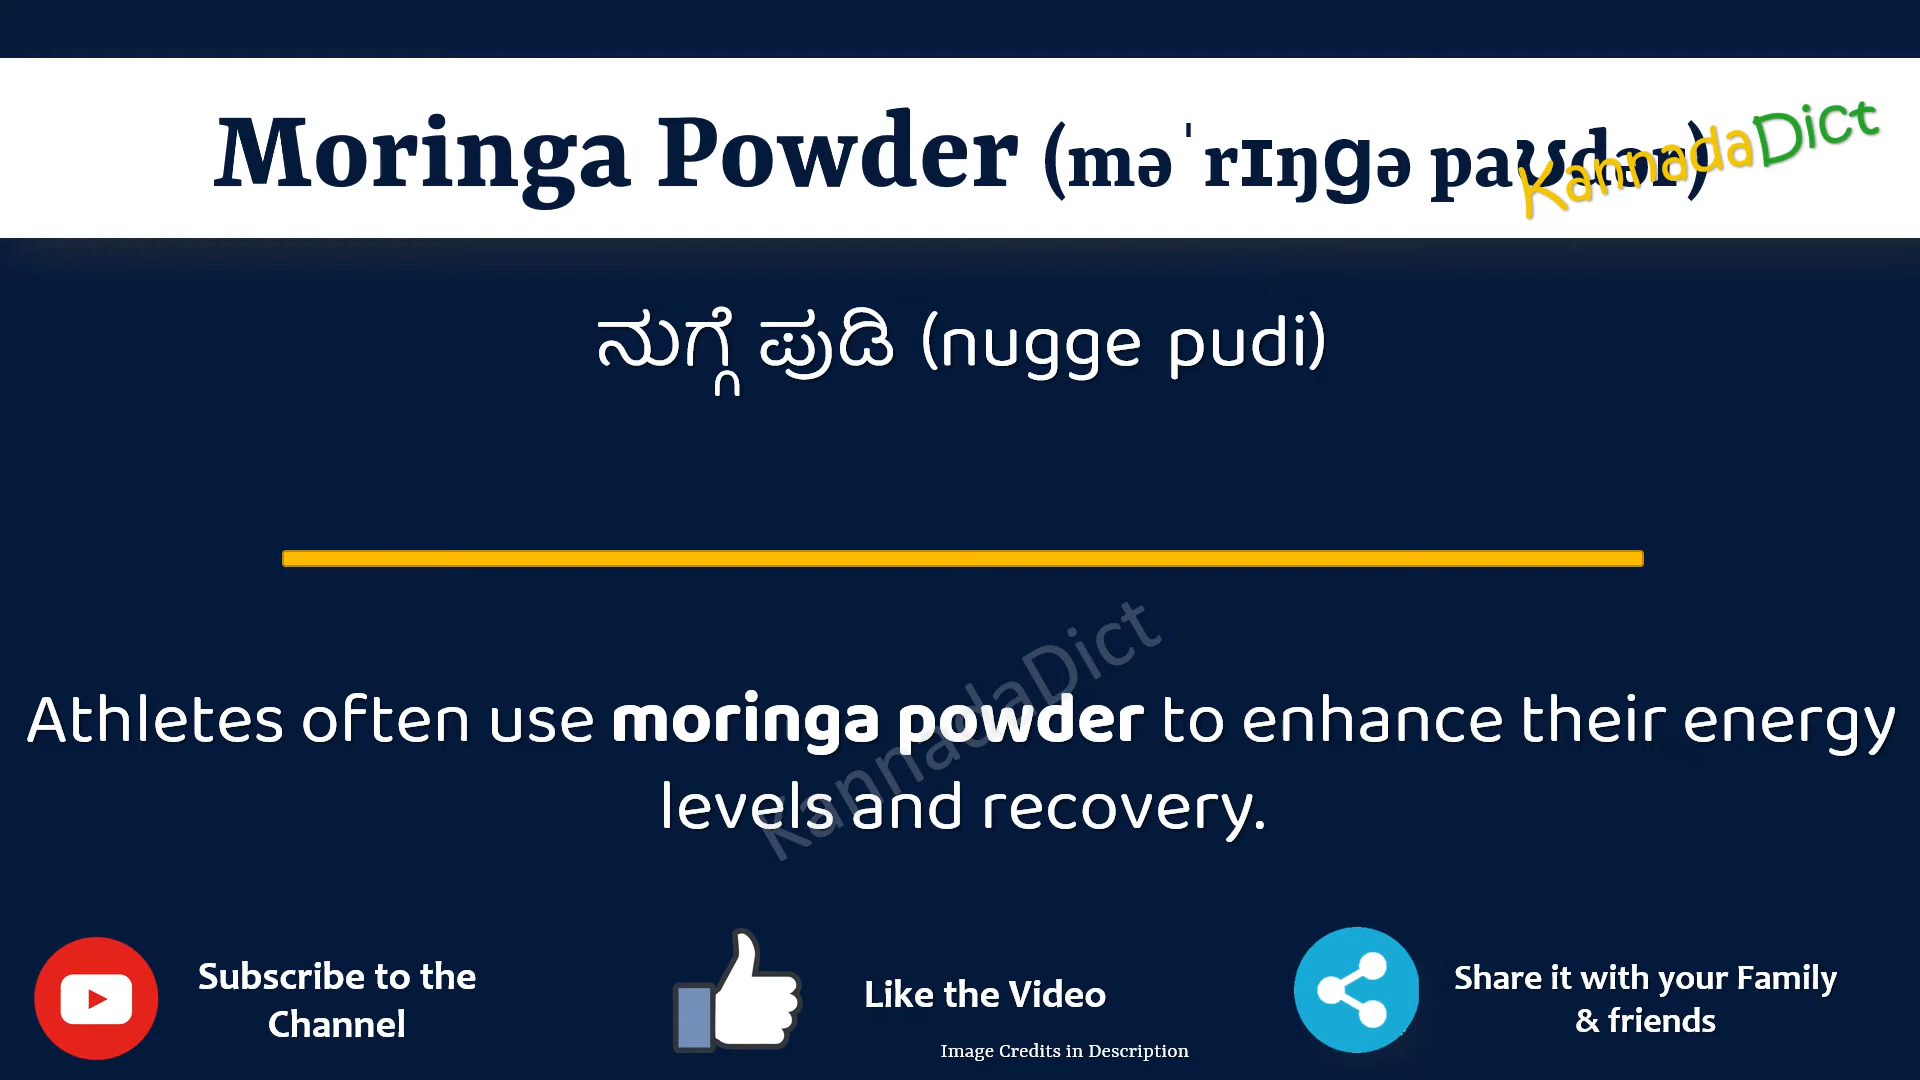 Moringa Powder (məˈrɪŋɡə paʊdər)
KannadaDict
ನುಗ್ಗೆ ಪುಡಿ (nugge pudi)
KannadaDict
Athletes often use moringa powder to enhance their energy
levels and recovery.
Subscribe to the
Channel
Like the Video
Share it with your Family
& friends
Image Credits in Description